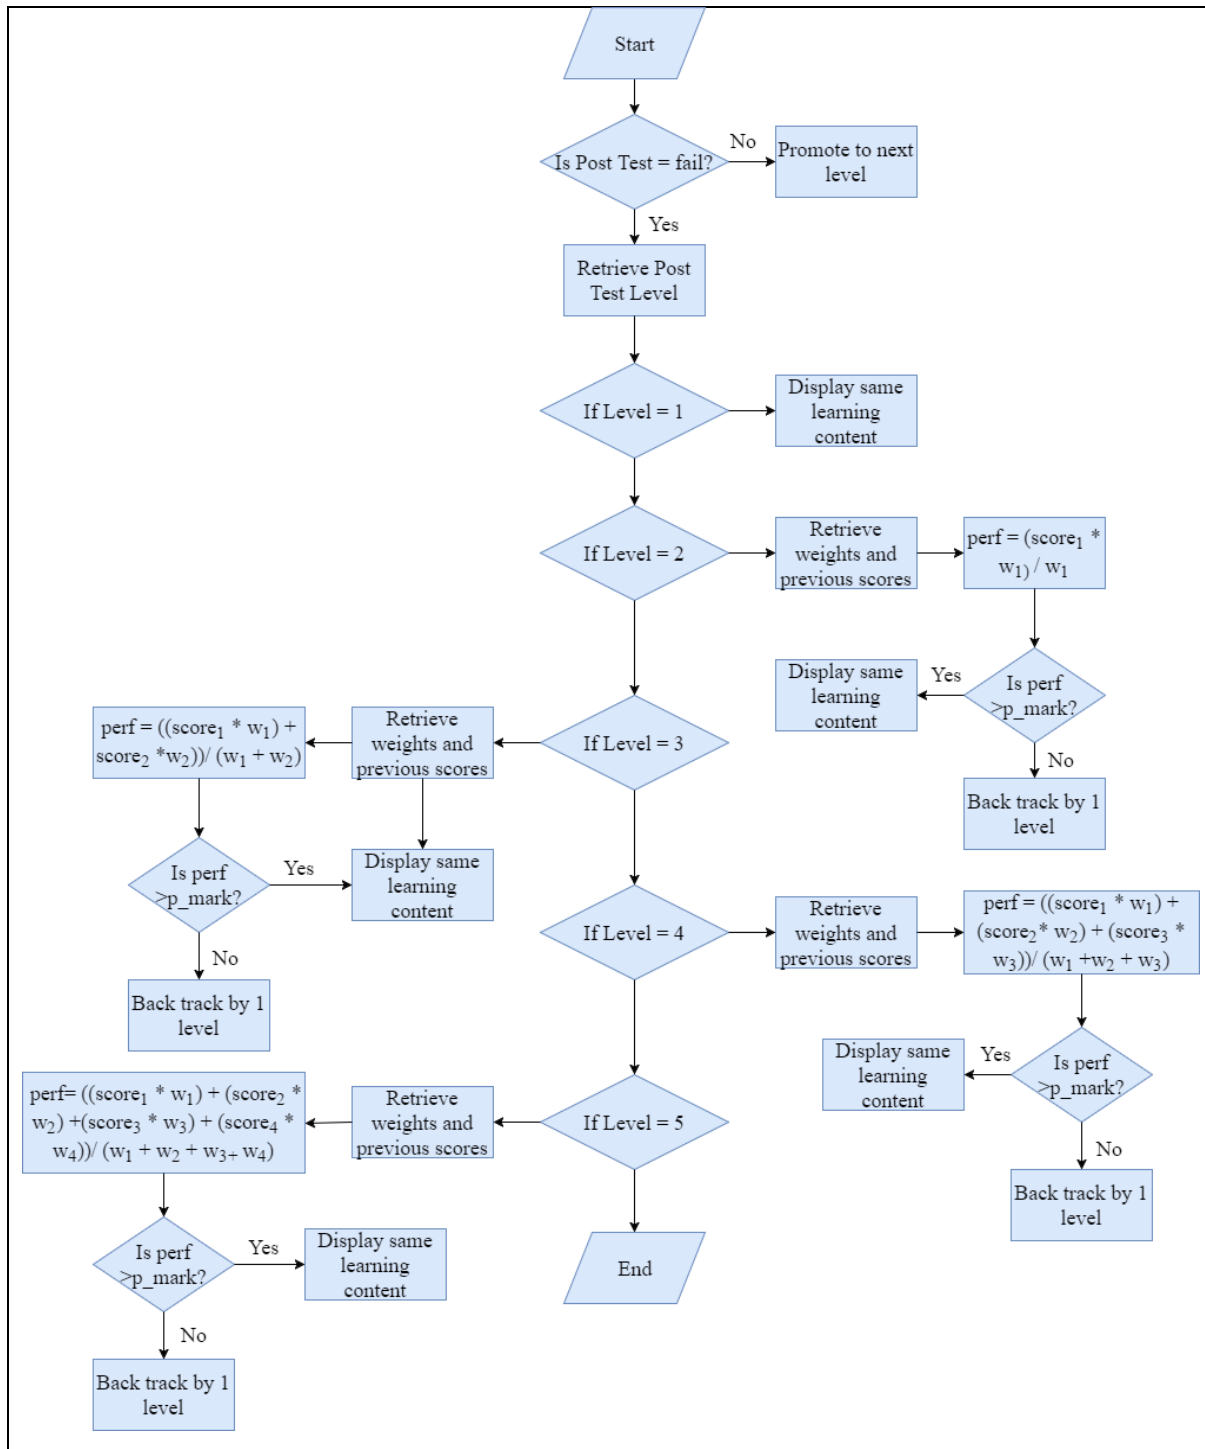 Start
Is Post Test = fail?
No
Promote to next
level
Yes
Retrieve Post
Test Level
If Level = 1
Display same
learning
content
If Level = 2
Retrieve
weights and
previous scores
perf = (score₁ *
w₁₎ / w₁
Is perf
>p_mark?
Yes
Display same
learning
content
No
Back track by 1
level
If Level = 3
Retrieve
weights and
previous scores
perf = ((score₁ * w₁) +
score₂ *w₂))/ (w₁ + w₂)
Is perf
>p_mark?
Yes
Display same
learning
content
No
Back track by 1
level
If Level = 4
Retrieve
weights and
previous scores
perf = ((score₁ * w₁) +
(score₂* w₂) + (score₃ *
w₃))/ (w₁ +w₂ + w₃)
Is perf
>p_mark?
Yes
Display same
learning
content
No
Back track by 1
level
If Level = 5
Retrieve
weights and
previous scores
perf= ((score₁ * w₁) + (score₂ *
w₂) +(score₃ * w₃) + (score₄ *
w₄))/ (w₁ + w₂ + w₃₊ w₄)
Is perf
>p_mark?
Yes
Display same
learning
content
No
Back track by 1
level
End